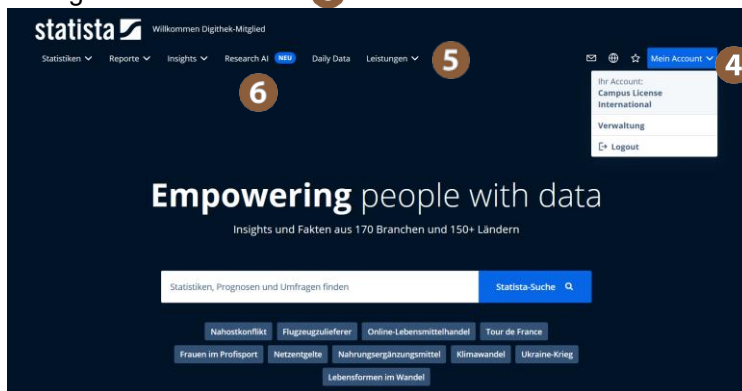 statista Willkommen Digithek-Mitglied
Statistiken Reporte Insights Research AI NEU Daily Data Leistungen 5 Mein Account 4
6
Ihr Account:
Campus License
International
Verwaltung
Logout
Empowering people with data
Insights und Fakten aus 170 Branchen und 150+ Ländern
Statistiken, Prognosen und Umfragen finden Statista-Suche
Nahostkonflikt Flugzeugzulieferer Online-Lebensmittelhandel Tour de France
Frauen im Profisport Netzentgelte Nahrungsergänzungsmittel Klimawandel Ukraine-Krieg
Lebensformen im Wandel